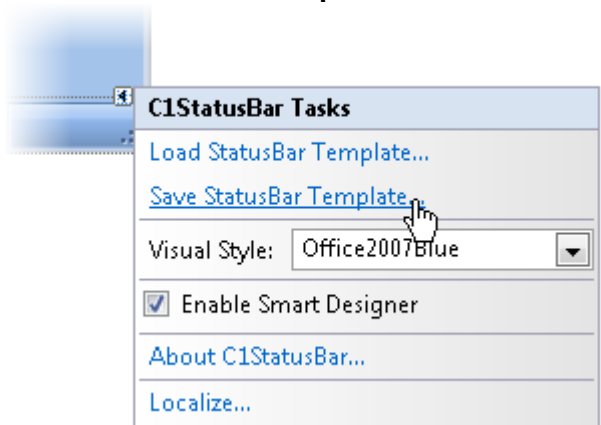 C1StatusBar Tasks
Load StatusBar Template...
Save StatusBar Template...
Visual Style: Office2007Blue
Enable Smart Designer
About C1StatusBar...
Localize...